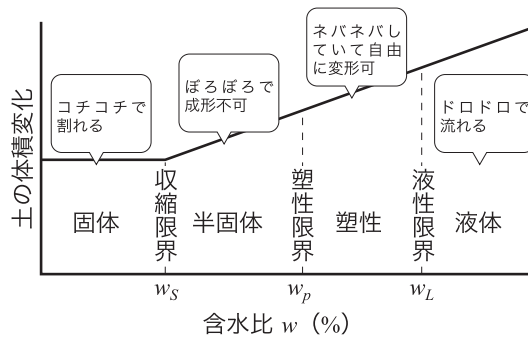 ネバネバし
ていて自由
に変形可
ぼろぼろで
成形不可
コチコチで
割れる
ドロドロで
流れる
土の体積変化
固体
収縮限界
半固体
塑性限界
塑性
液性限界
液体
wS
wp
wL
含水比 w（%）